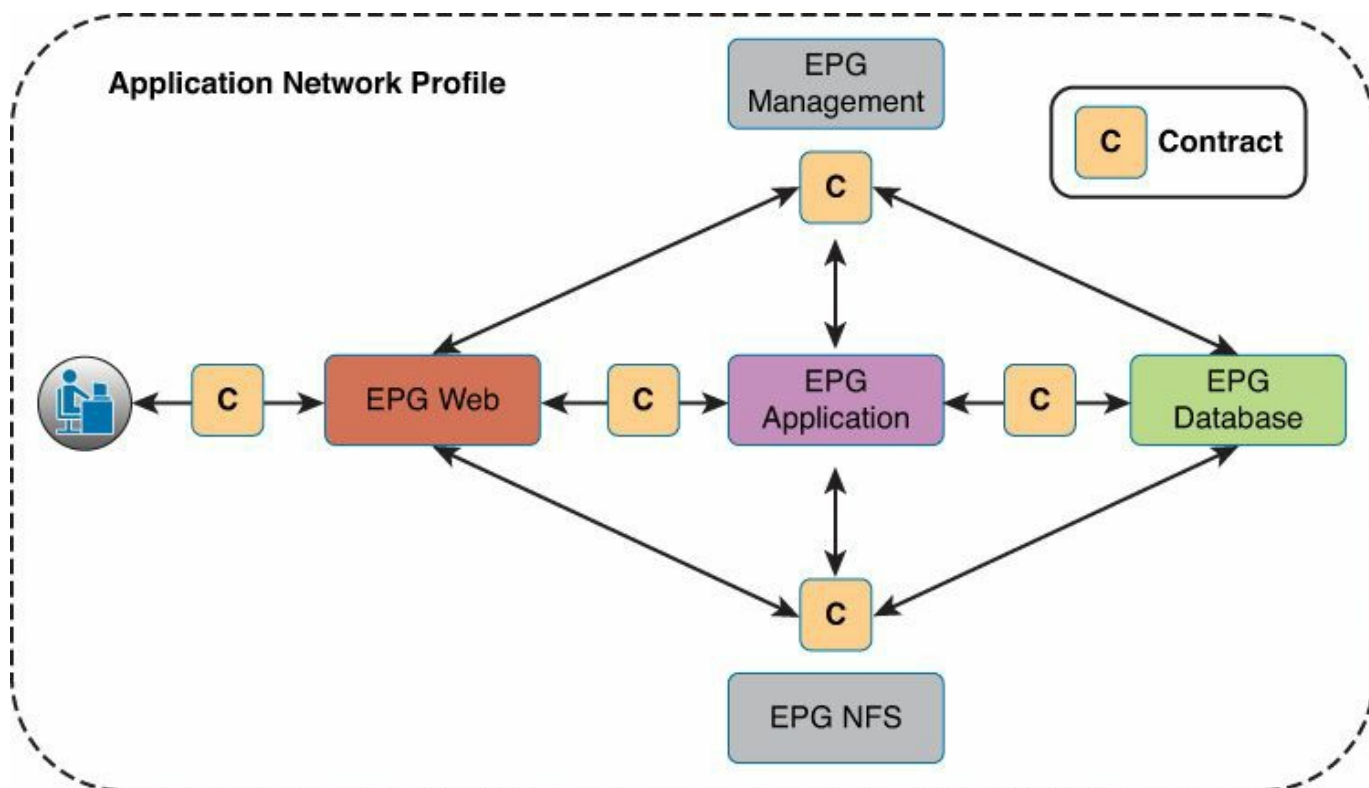 Application Network Profile
EPG
Management
C Contract
C
C
EPG Web
C
EPG
Application
C
EPG
Database
C
EPG NFS